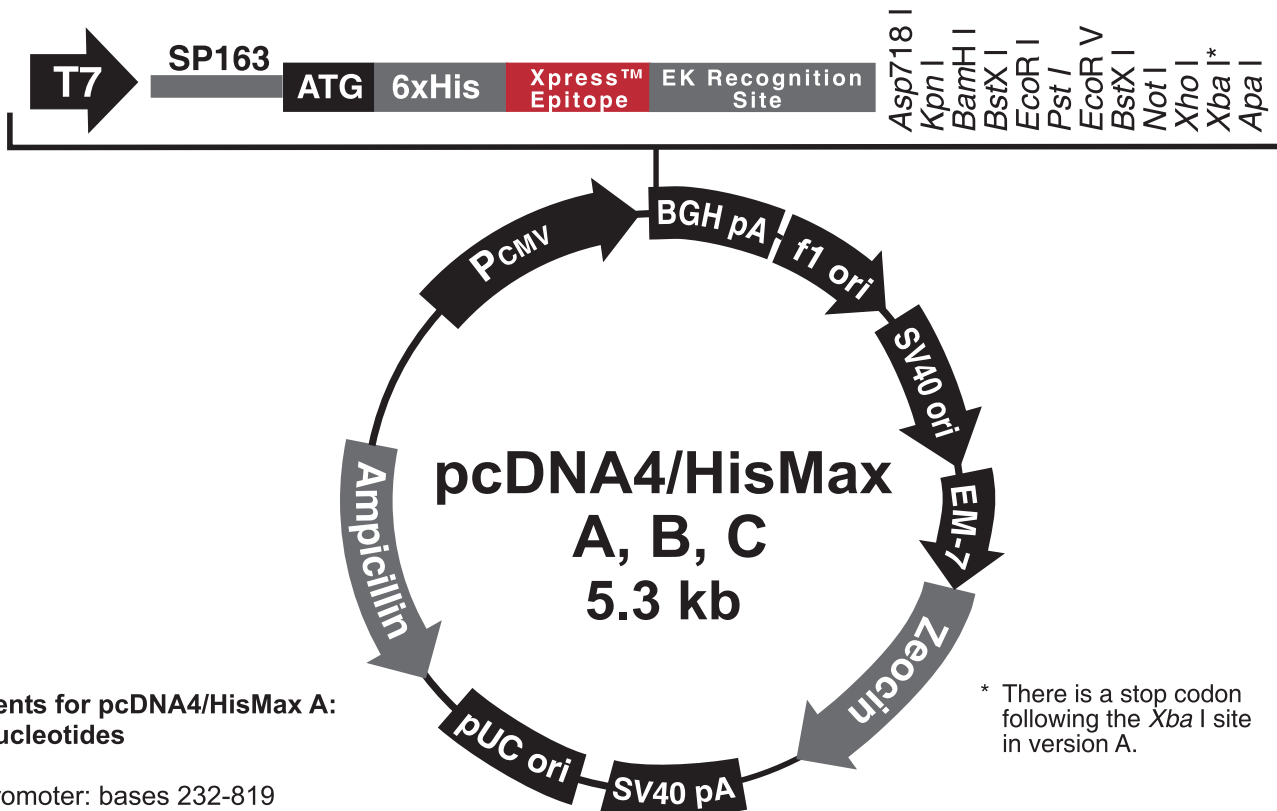 T7
SP163
ATG
6xHis
Xpress™
Epitope
EK Recognition
Site
Asp718 I
Kpn I
BamH I
BstX I
EcoR I
Pst I
EcoR V
BstX I
Not I
Xho I
Xba I*
Apa I
PCMV
BGH pA
f1 ori
SV40 ori
EM-7
Zeocin
SV40 pA
pUC ori
Ampicillin
pcDNA4/HisMax
A, B, C
5.3 kb
* There is a stop codon
following the Xba I site
in version A.
for pcDNA4/HisMax A:
bases 232-819